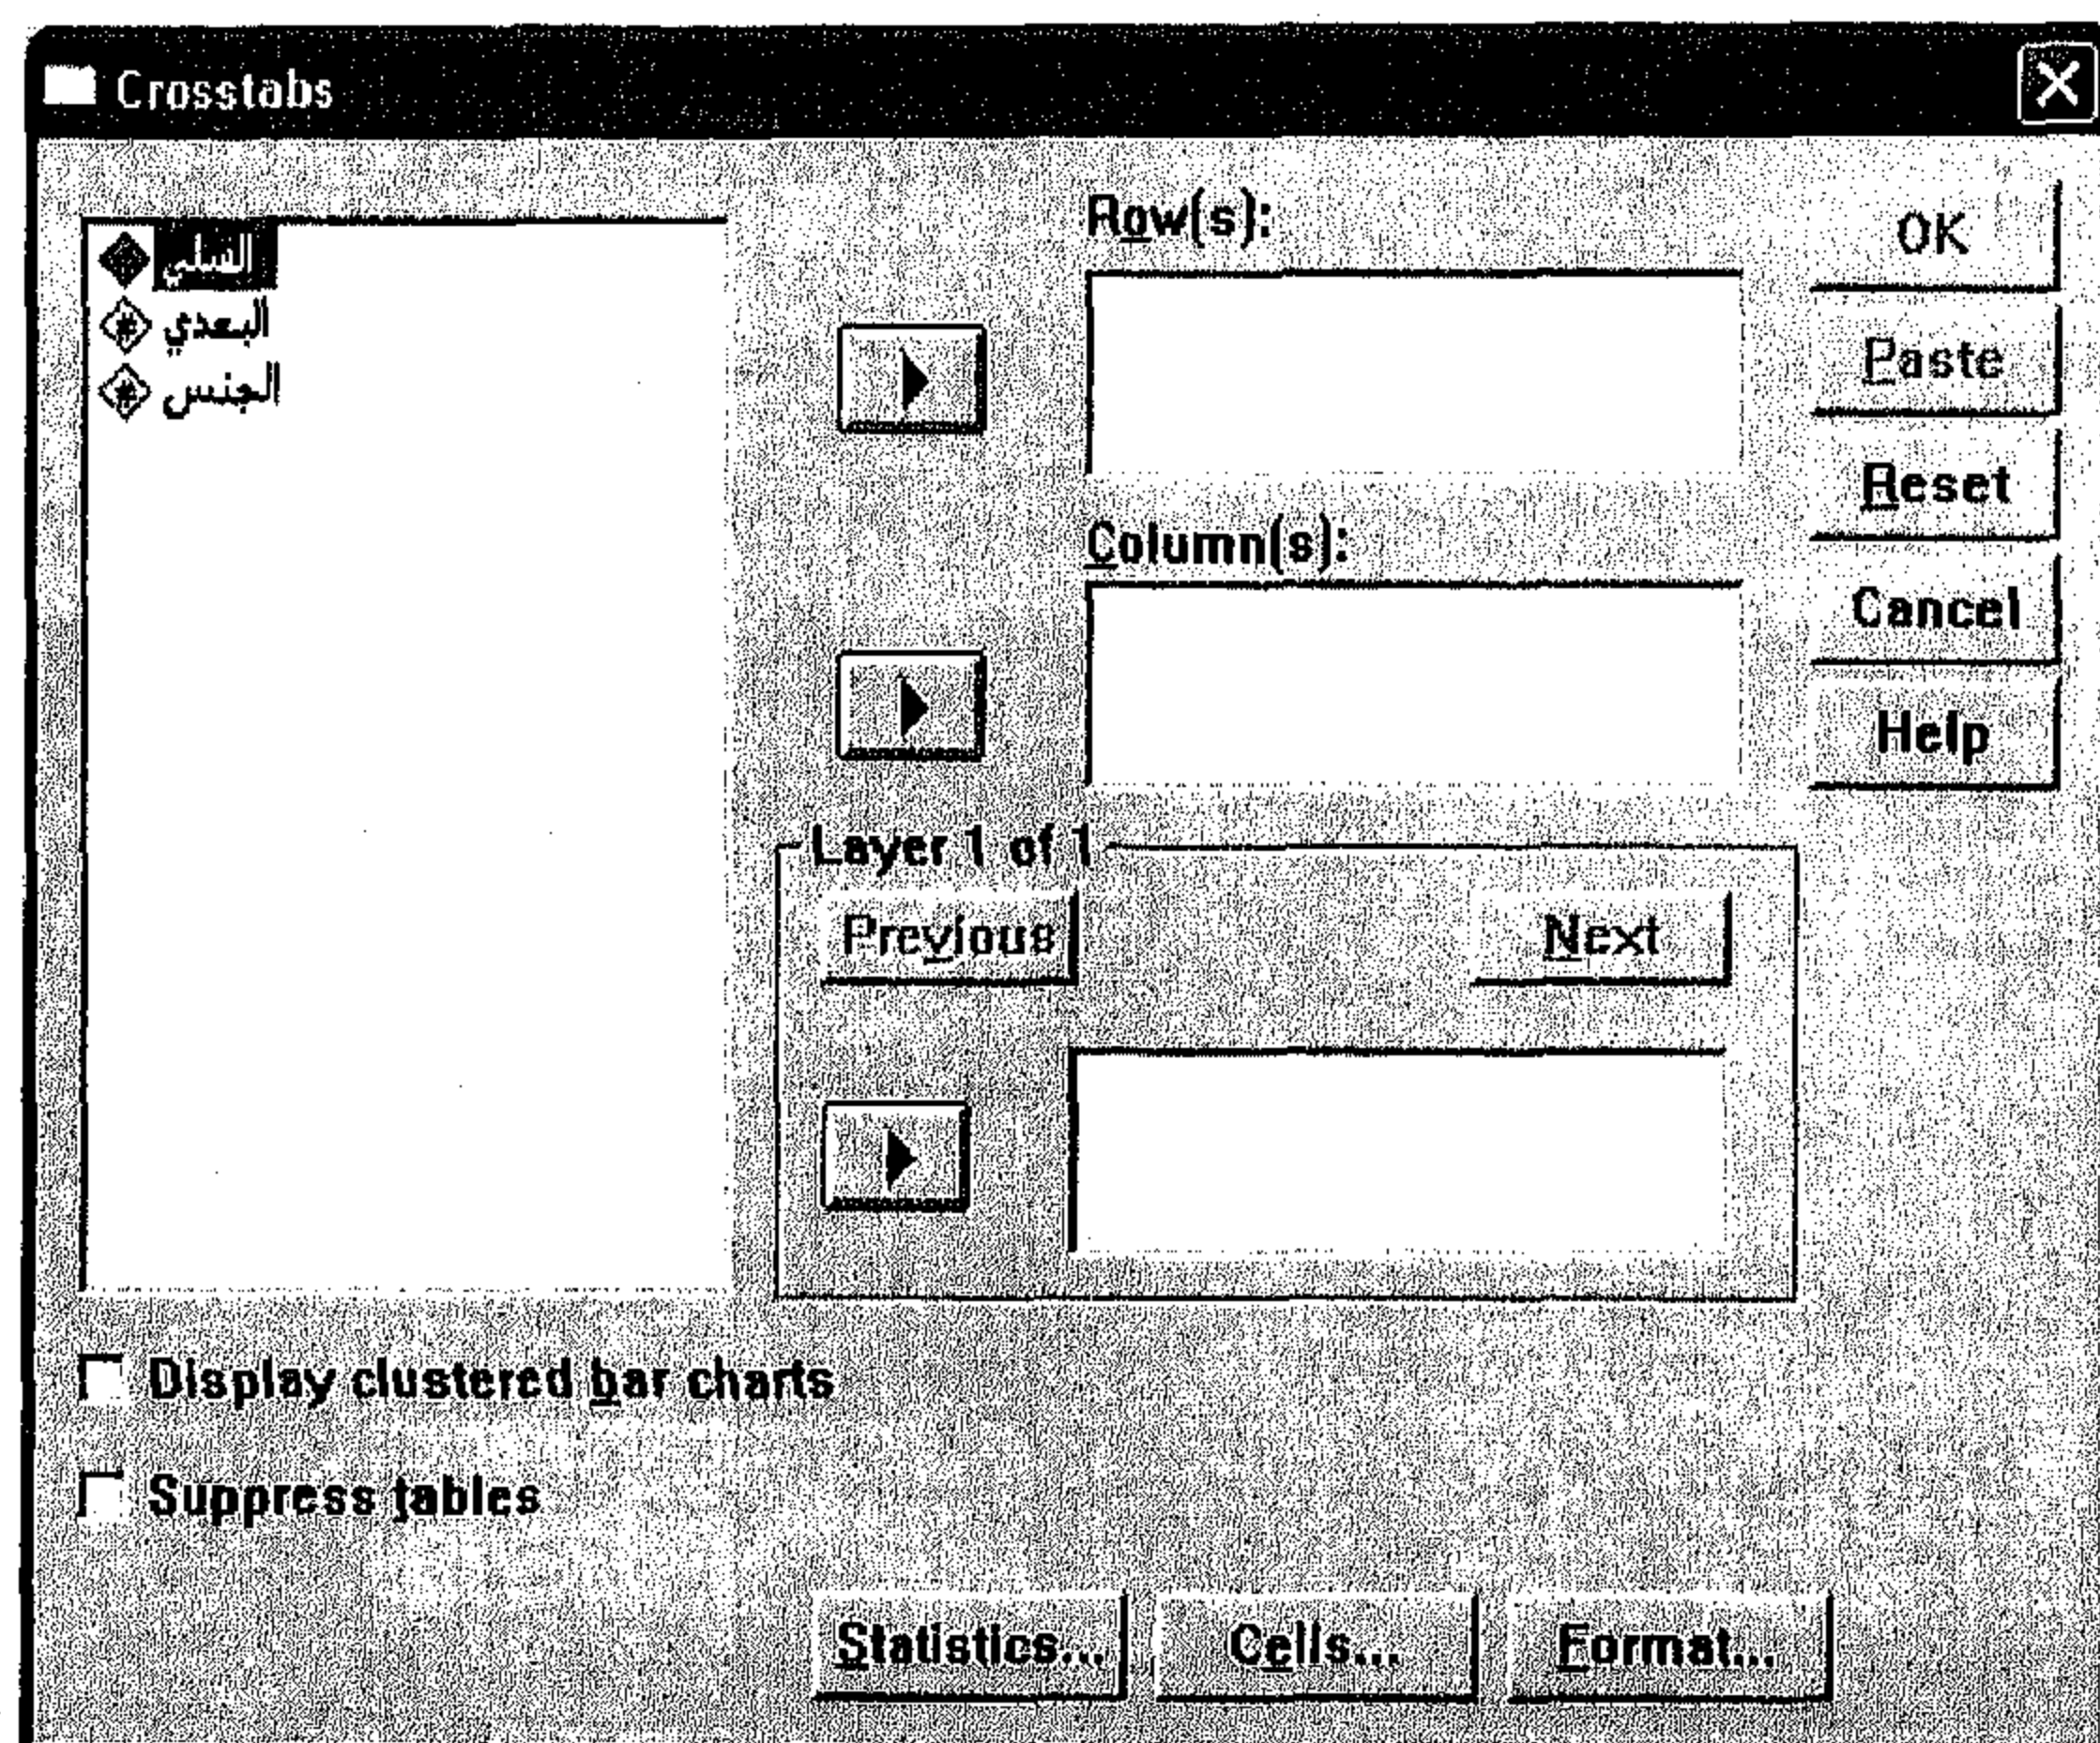 Crosstabs
القبلي
البعدي
الجنس
Row(s):
Column(s):
Layer 1 of 1
Previous
Next
OK
Paste
Reset
Cancel
Help
Display clustered bar charts
Suppress tables
Statistics...
Cells...
Format...